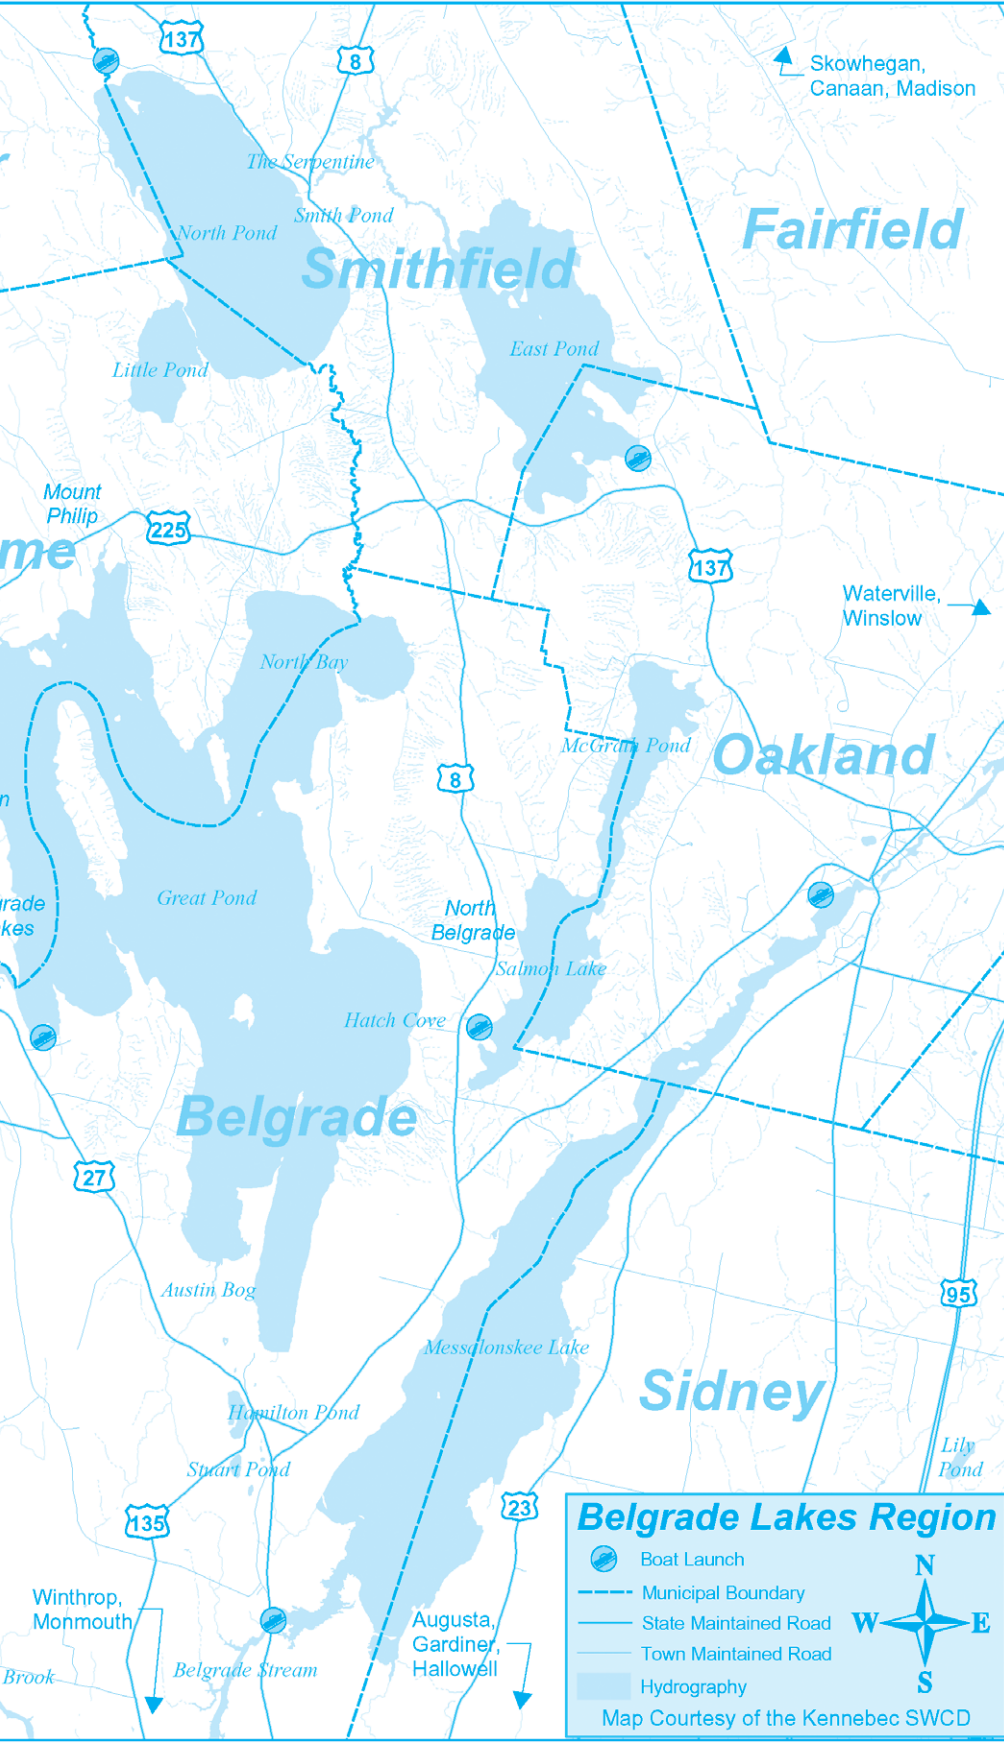 137
8
Skowhegan,
Canaan, Madison
The Serpentine
Smith Pond
North Pond
Fairfield
Smithfield
East Pond
Little Pond
Mount
Philip
225
me
137
Waterville,
Winslow
North Bay
McGrath Pond
Oakland
8
n
Great Pond
grade
kes
North
Belgrade
Salmon Lake
Hatch Cove
Belgrade
27
Austin Bog
95
Messalonskee Lake
Sidney
Hamilton Pond
Stuart Pond
Lily
Pond
135
23
Winthrop,
Monmouth
Augusta,
Gardiner,
Hallowell
Belgrade Stream
Brook
Belgrade Lakes Region
Boat Launch
Municipal Boundary
State Maintained Road
Town Maintained Road
Hydrography
N
W
E
S
Map Courtesy of the Kennebec SWCD